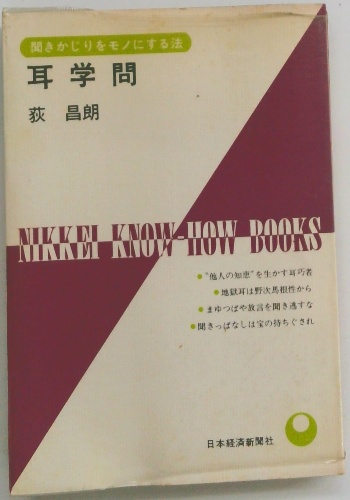 聞きかじりをモノにする法
耳学問
荻 昌朗
NIKKEI KNOW-HOW BOOKS
●“他人の知恵”を生かす耳巧者
●地獄耳は野次馬根性から
●まゆつばや放言を聞き逃すな
●聞きっぱなしは宝の持ちぐされ
日本経済新聞社